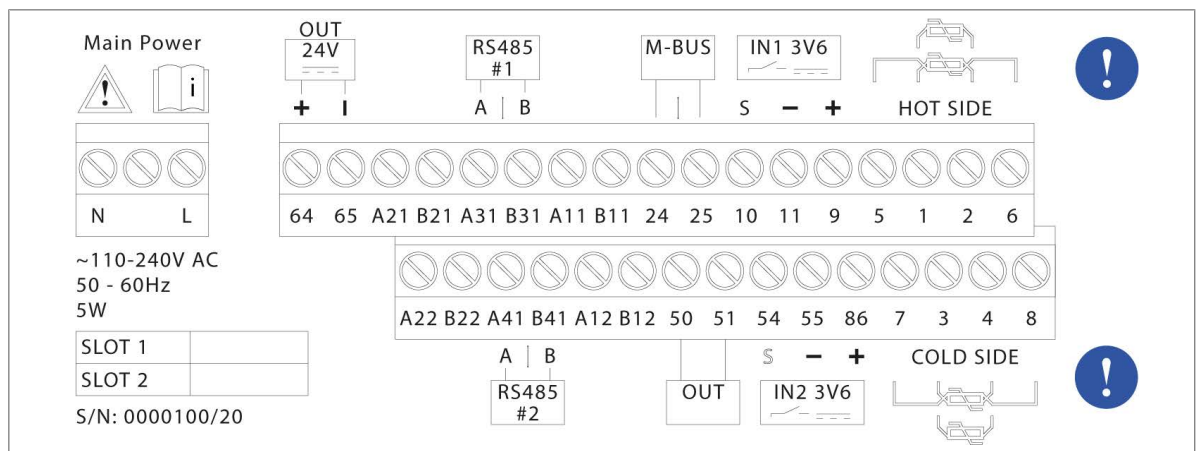 Main Power
OUT
24V
RS485
#1
M-BUS
IN1 3V6
+ I
A B
S − +
HOT SIDE
N L
64 65 A21 B21 A31 B31 A11 B11 24 25 10 11 9 5 1 2 6
~110-240V AC
50 - 60Hz
5W
A22 B22 A41 B41 A12 B12 50 51 54 55 86 7 3 4 8
SLOT 1
SLOT 2
A B
S − +
COLD SIDE
RS485
#2
OUT
IN2 3V6
S/N: 0000100/20